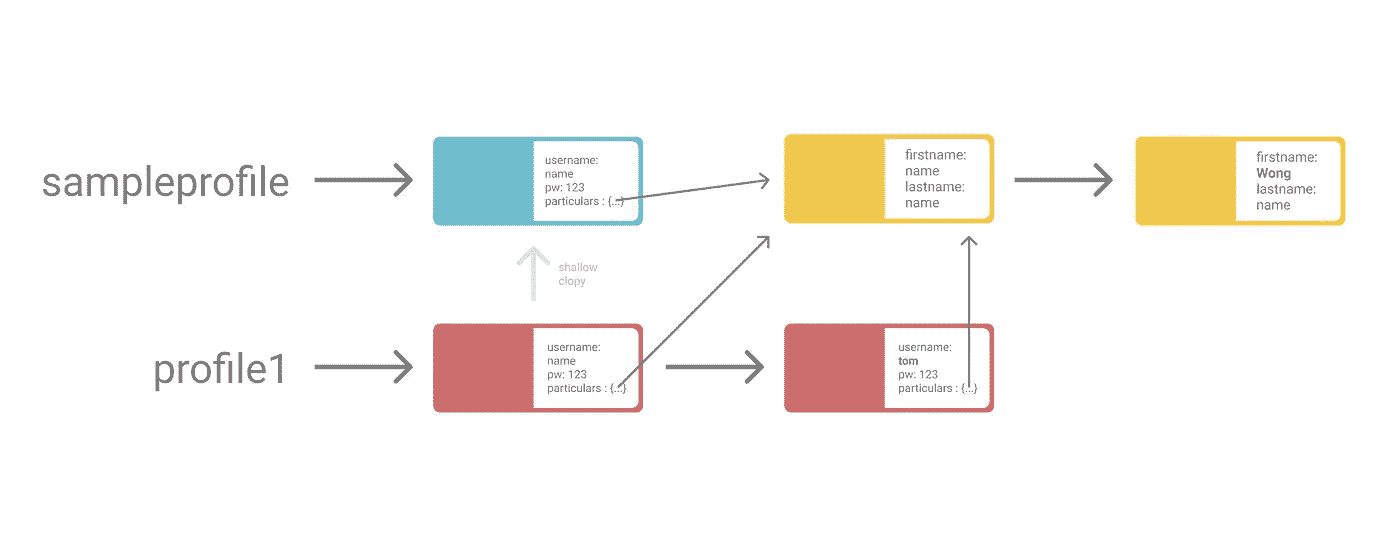 sampleprofile
username:
name
pw: 123
particulars : {...}
firstname:
name
lastname:
name
firstname:
Wong
lastname:
name
shallow
clopy
profile1
username:
name
pw: 123
particulars : {...}
username:
tom
pw: 123
particulars : {...}